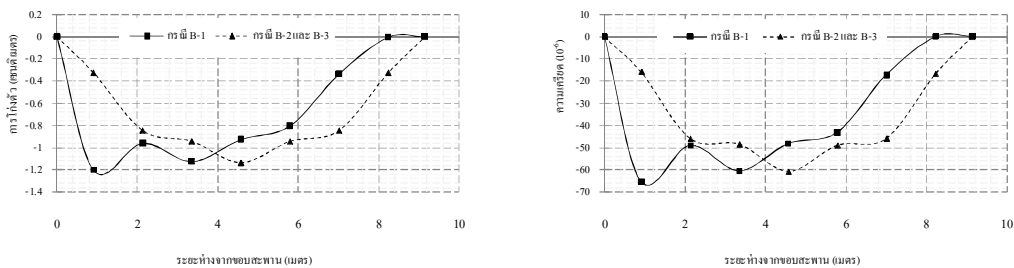 0.2
0
-0.2
-0.4
-0.6
-0.8
-1
-1.2
-1.4
การโก่งตัว (เซนติเมตร)
กรณี B-1
กรณี B-2 และ B-3
0 2 4 6 8 10
ระยะห่างจากขอบสะพาน (เมตร)
10
0
-10
-20
-30
-40
-50
-60
-70
ความเครียด (10⁻⁶)
กรณี B-1
กรณี B-2 และ B-3
0 2 4 6 8 10
ระยะห่างจากขอบสะพาน (เมตร)